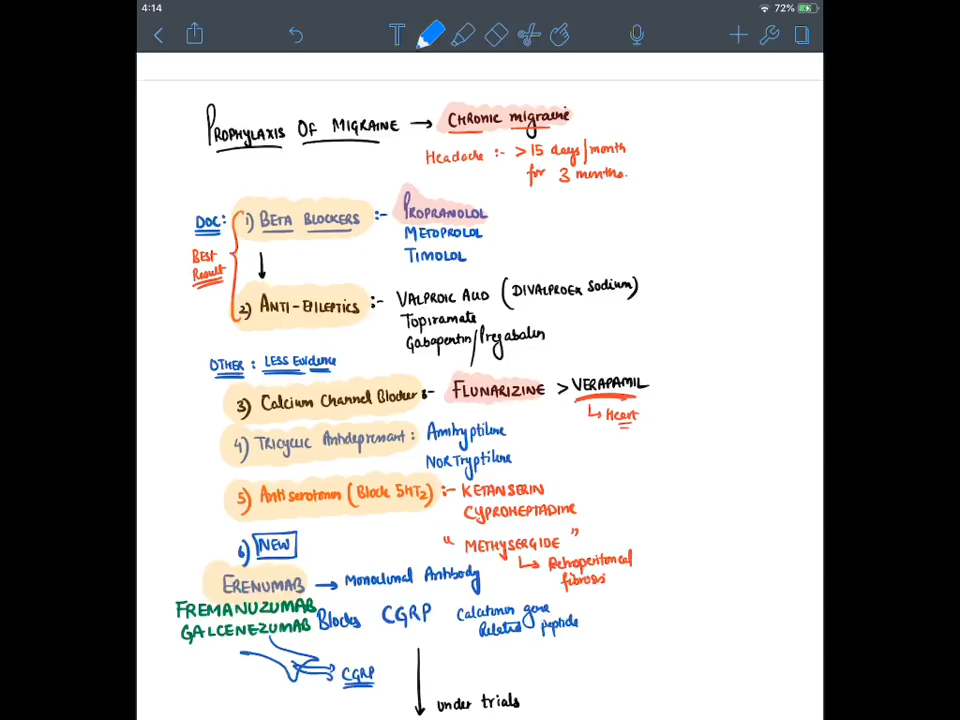 4:14
72%
T
PROPHYLAXIS OF MIGRAINE → CHRONIC migraine
Headache :- > 15 days/month
for 3 months.
DOC: 1) BETA BLOCKERS :- PROPRANOLOL
METOPROLOL
TIMOLOL
BEST
Result
2) ANTI-EPILEPTICS :- VALPROIC ACID (DIVALPROEX Sodium)
Topiramate
Gabapentin/Pregabalin
OTHER : LESS Evidence
3) Calcium Channel Blocker :- FLUNARIZINE > VERAPAMIL
↳ Heart
4) TRICYCLIC Antidepressant : Amitryptilene
NORTryptilene
5) Antiserotonin (Block 5HT2) :- KETANSERIN
CYPROHEPTADINE
" METHYSERGIDE "
↳ Retroperitoneal
fibrosis
6) NEW
ERENUMAB → Monoclonal Antibody
FREMANUZUMAB
GALCENEZUMAB Blocks CGRP Calcitonin gene
Related peptide
CGRP
under trials